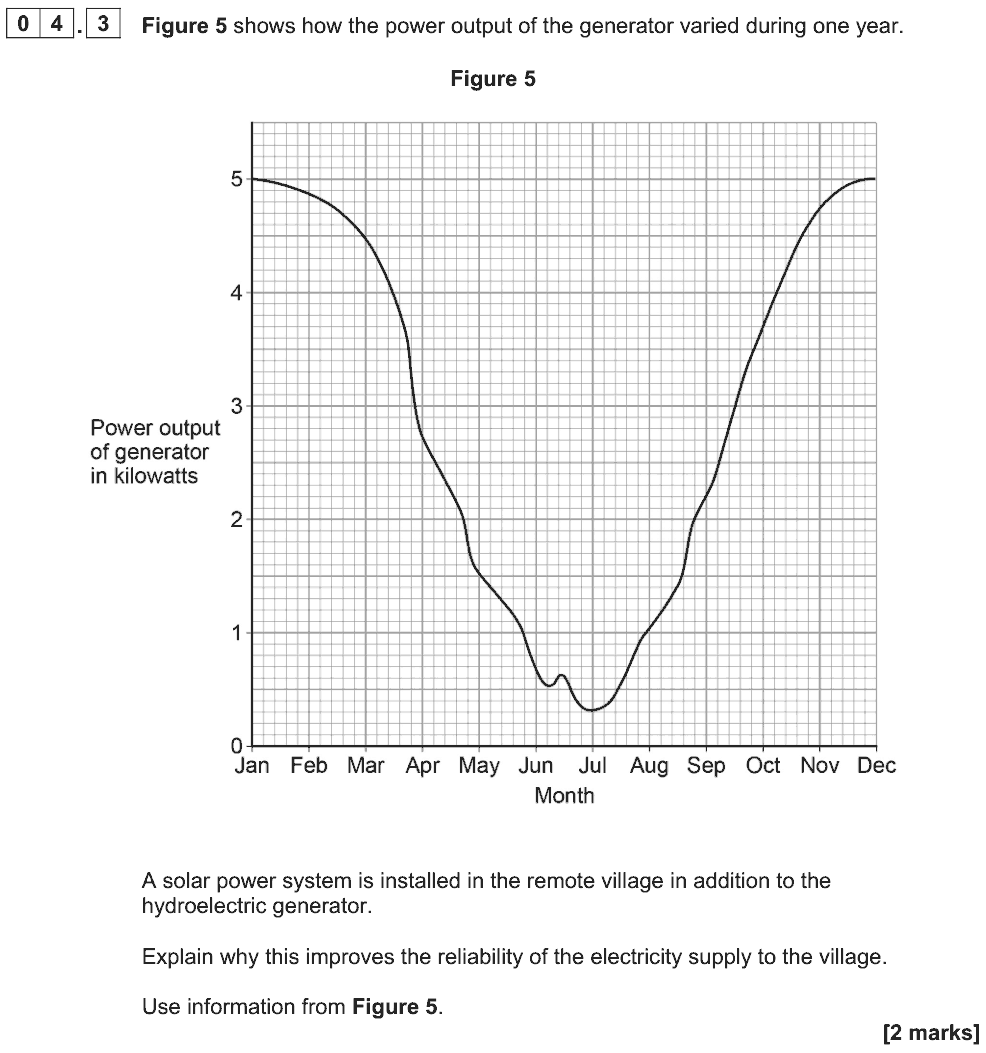 0 4 . 3 Figure 5 shows how the power output of the generator varied during one year.
Figure 5
5
4
3
2
1
0
Power output
of generator
in kilowatts
Jan Feb Mar Apr May Jun Jul Aug Sep Oct Nov Dec
Month
A solar power system is installed in the remote village in addition to the
hydroelectric generator.
Explain why this improves the reliability of the electricity supply to the village.
Use information from Figure 5.
[2 marks]